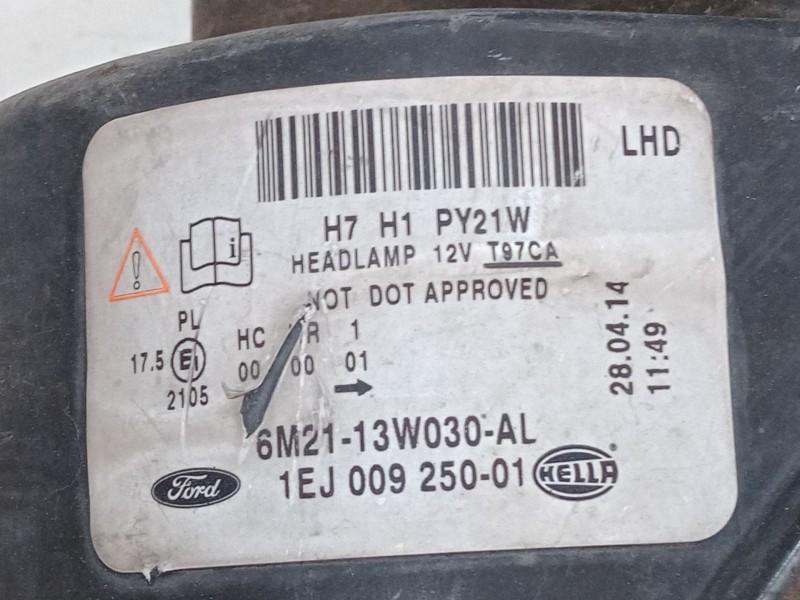 LHD
H7 H1 PY21W
HEADLAMP 12V T97CA
NOT DOT APPROVED
PL
HC R 1
17.5 E1 00 00 01
2105
28.04.14
11:49
6M21-13W030-AL
Ford 1EJ 009 250-01 HELLA